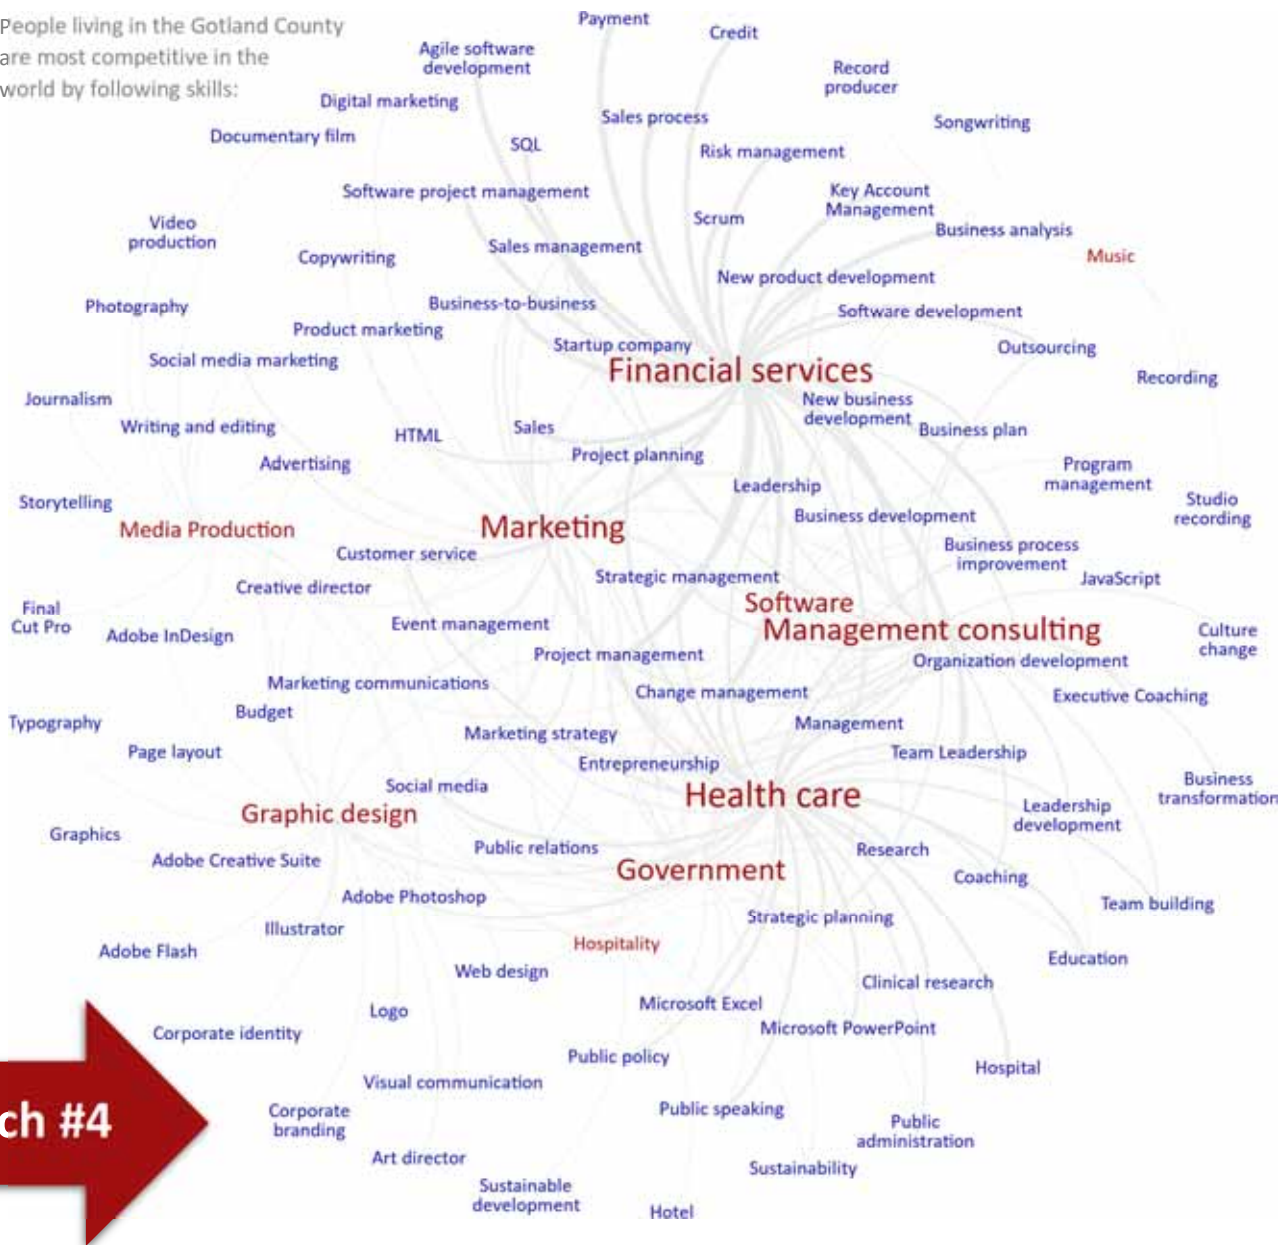 People living in the Gotland County
are most competitive in the
world by following skills:
Payment
Credit
Agile software
development
Record
producer
Digital marketing
Sales process
Songwriting
Documentary film
SQL
Risk management
Software project management
Key Account
Management
Scrum
Video
production
Business analysis
Sales management
Copywriting
Music
New product development
Photography
Business-to-business
Software development
Product marketing
Startup company
Outsourcing
Social media marketing
Financial services
Recording
Journalism
New business
development
Writing and editing
Sales
Business plan
HTML
Project planning
Advertising
Program
management
Leadership
Storytelling
Studio
recording
Media Production
Marketing
Business development
Customer service
Business process
improvement
Strategic management
JavaScript
Creative director
Software
Final
Cut Pro
Adobe InDesign
Event management
Management consulting
Culture
change
Project management
Organization development
Marketing communications
Change management
Executive Coaching
Budget
Typography
Management
Marketing strategy
Page layout
Entrepreneurship
Team Leadership
Social media
Health care
Business
transformation
Graphic design
Leadership
development
Graphics
Public relations
Research
Adobe Creative Suite
Government
Coaching
Adobe Photoshop
Team building
Strategic planning
Illustrator
Adobe Flash
Hospitality
Education
Web design
Clinical research
Logo
Microsoft Excel
Corporate identity
Microsoft PowerPoint
Public policy
Hospital
Visual communication
ch #4
Corporate
branding
Public speaking
Public
administration
Art director
Sustainability
Sustainable
development
Hotel